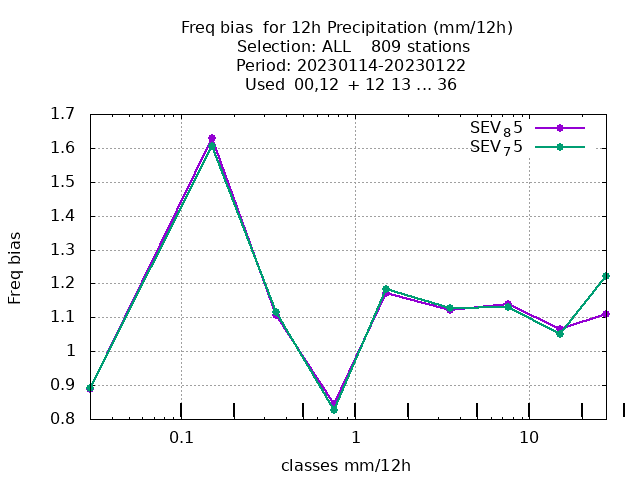 Freq bias  for 12h Precipitation (mm/12h)
Selection: ALL    809 stations
Period: 20230114-20230122
Used  00,12  + 12 13 ... 36
SEV₈5
SEV₇5
1.7
1.6
1.5
1.4
1.3
1.2
1.1
1
0.9
0.8
Freq bias
0.1
1
10
classes mm/12h